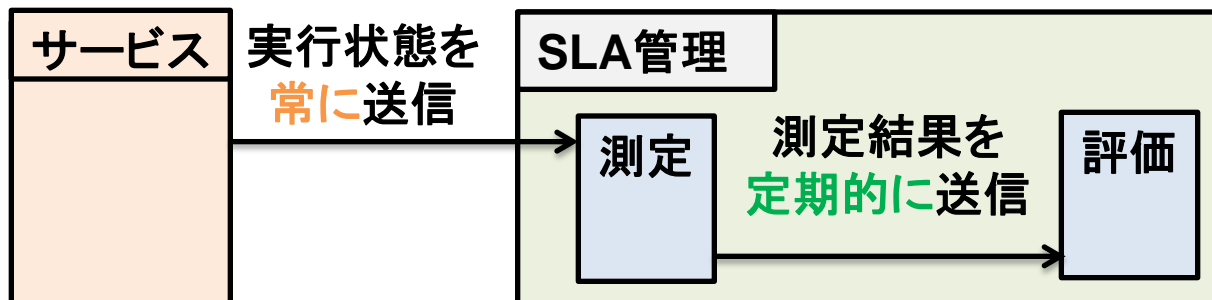 サービス
実行状態を
常に送信
SLA管理
測定
測定結果を
定期的に送信
評価